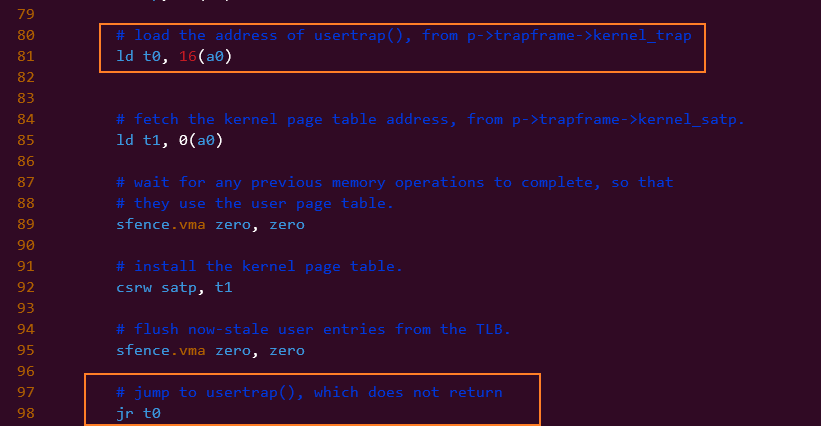 79
80 # load the address of usertrap(), from p->trapframe->kernel_trap
81 ld t0, 16(a0)
82
83
84 # fetch the kernel page table address, from p->trapframe->kernel_satp.
85 ld t1, 0(a0)
86
87 # wait for any previous memory operations to complete, so that
88 # they use the user page table.
89 sfence.vma zero, zero
90
91 # install the kernel page table.
92 csrw satp, t1
93
94 # flush now-stale user entries from the TLB.
95 sfence.vma zero, zero
96
97 # jump to usertrap(), which does not return
98 jr t0